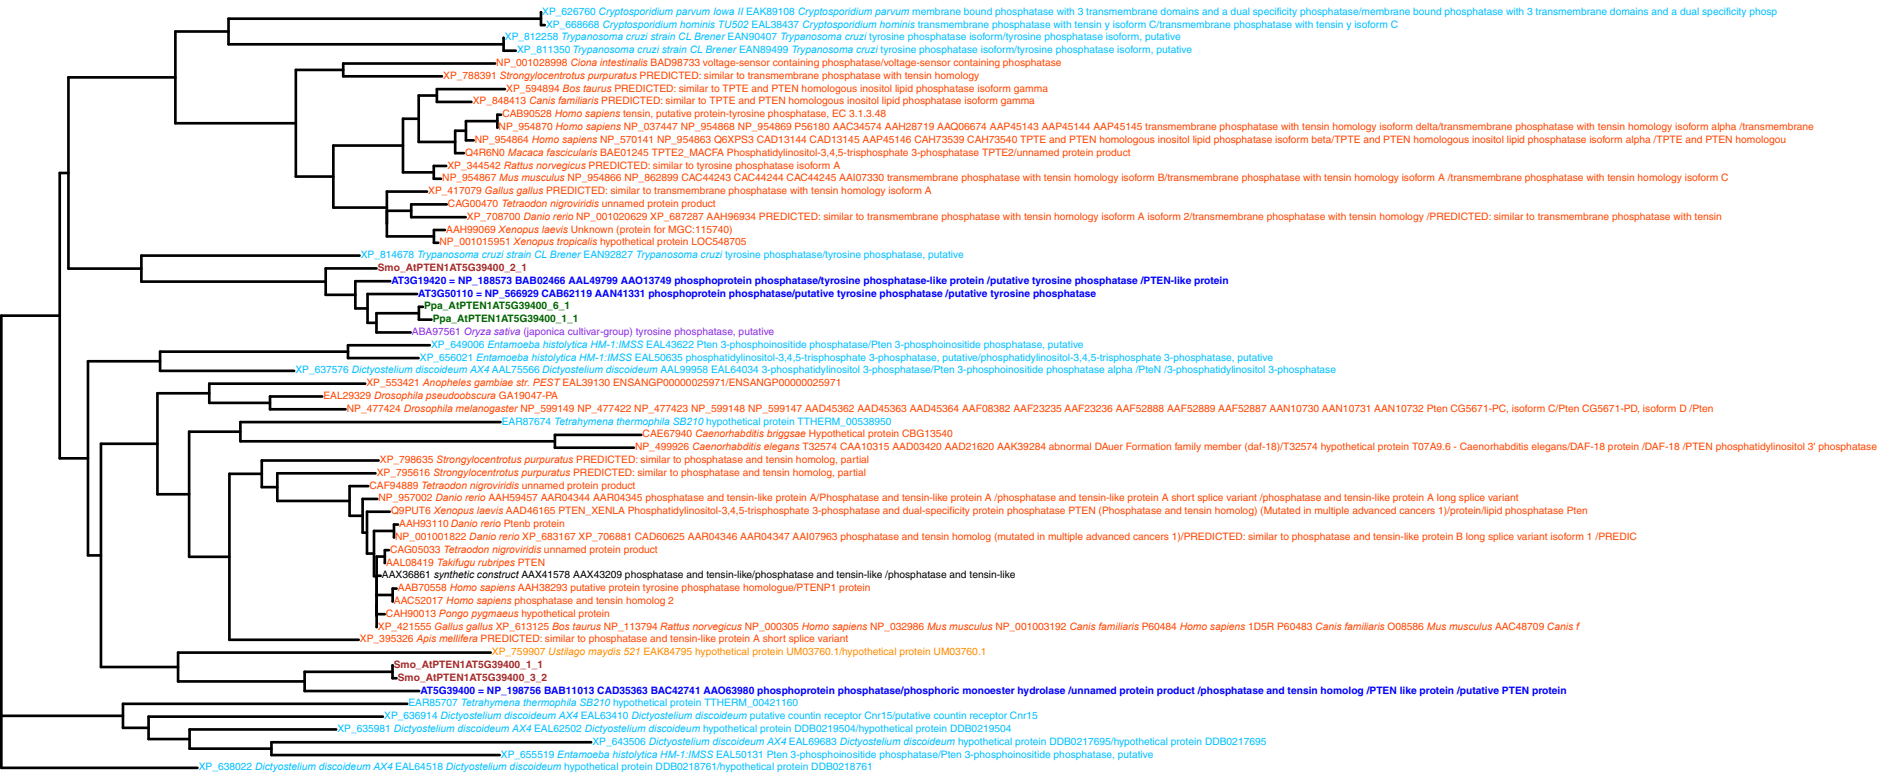 XP_626760 Cryptosporidium parvum Iowa II EAK89108 Cryptosporidium parvum membrane bound phosphatase with 3 transmembrane domains and a dual specificity phosphatase/membrane bound phosphatase with 3 transmembrane domains and a dual specificity phosp
XP_668668 Cryptosporidium hominis TU502 EAL38437 Cryptosporidium hominis transmembrane phosphatase with tensin y isoform C/transmembrane phosphatase with tensin y isoform C
XP_812258 Trypanosoma cruzi strain CL Brener EAN90407 Trypanosoma cruzi tyrosine phosphatase isoform/tyrosine phosphatase isoform, putative
XP_811350 Trypanosoma cruzi strain CL Brener EAN89499 Trypanosoma cruzi tyrosine phosphatase isoform/tyrosine phosphatase isoform, putative
NP_001028998 Ciona intestinalis BAD98733 voltage-sensor containing phosphatase/voltage-sensor containing phosphatase
XP_788391 Strongylocentrotus purpuratus PREDICTED: similar to transmembrane phosphatase with tensin homology
XP_594894 Bos taurus PREDICTED: similar to TPTE and PTEN homologous inositol lipid phosphatase isoform gamma
XP_848413 Canis familiaris PREDICTED: similar to TPTE and PTEN homologous inositol lipid phosphatase isoform gamma
CAB90528 Homo sapiens tensin, putative protein-tyrosine phosphatase, EC 3.1.3.48
NP_954870 Homo sapiens NP_037447 NP_954868 NP_954869 P56180 AAC34574 AAH28719 AAQ06674 AAP45143 AAP45144 AAP45145 transmembrane phosphatase with tensin homology isoform delta/transmembrane phosphatase with tensin homology isoform alpha /transmembrane
NP_954864 Homo sapiens NP_570141 NP_954863 Q6XPS3 CAD13144 CAD13145 AAP45146 CAH73539 CAH73540 TPTE and PTEN homologous inositol lipid phosphatase isoform beta/TPTE and PTEN homologous inositol lipid phosphatase isoform alpha /TPTE and PTEN homologou
Q4R6N0 Macaca fascicularis BAE01245 TPTE2_MACFA Phosphatidylinositol-3,4,5-trisphosphate 3-phosphatase TPTE2/unnamed protein product
XP_344542 Rattus norvegicus PREDICTED: similar to tyrosine phosphatase isoform A
NP_954867 Mus musculus NP_954866 NP_862899 CAC44243 CAC44244 CAC44245 AAI07330 transmembrane phosphatase with tensin homology isoform B/transmembrane phosphatase with tensin homology isoform A /transmembrane phosphatase with tensin homology isoform C
XP_417079 Gallus gallus PREDICTED: similar to transmembrane phosphatase with tensin homology isoform A
CAG00470 Tetraodon nigroviridis unnamed protein product
XP_708700 Danio rerio NP_001020629 XP_687287 AAH96934 PREDICTED: similar to transmembrane phosphatase with tensin homology isoform A isoform 2/transmembrane phosphatase with tensin homology /PREDICTED: similar to transmembrane phosphatase with tensin
AAH99069 Xenopus laevis Unknown (protein for MGC:115740)
NP_001015951 Xenopus tropicalis hypothetical protein LOC548705
XP_814678 Trypanosoma cruzi strain CL Brener EAN92827 Trypanosoma cruzi tyrosine phosphatase/tyrosine phosphatase, putative
Smo_AtPTEN1AT5G39400_2_1
AT3G19420 = NP_188573 BAB02466 AAL49799 AAO13749 phosphoprotein phosphatase/tyrosine phosphatase-like protein /putative tyrosine phosphatase /PTEN-like protein
AT3G50110 = NP_566929 CAB62119 AAN41331 phosphoprotein phosphatase/putative tyrosine phosphatase /putative tyrosine phosphatase
Ppa_AtPTEN1AT5G39400_6_1
Ppa_AtPTEN1AT5G39400_1_1
ABA97561 Oryza sativa (japonica cultivar-group) tyrosine phosphatase, putative
XP_649006 Entamoeba histolytica HM-1:IMSS EAL43622 Pten 3-phosphoinositide phosphatase/Pten 3-phosphoinositide phosphatase, putative
XP_656021 Entamoeba histolytica HM-1:IMSS EAL50635 phosphatidylinositol-3,4,5-trisphosphate 3-phosphatase, putative/phosphatidylinositol-3,4,5-trisphosphate 3-phosphatase, putative
XP_637576 Dictyostelium discoideum AX4 AAL75566 Dictyostelium discoideum AAL99958 EAL64034 3-phosphatidylinositol 3-phosphatase/Pten 3-phosphoinositide phosphatase alpha /PteN /3-phosphatidylinositol 3-phosphatase
XP_553421 Anopheles gambiae str. PEST EAL39130 ENSANGP00000025971/ENSANGP00000025971
EAL29329 Drosophila pseudoobscura GA19047-PA
NP_477424 Drosophila melanogaster NP_599149 NP_477422 NP_477423 NP_599148 NP_599147 AAD45362 AAD45363 AAD45364 AAF08382 AAF23235 AAF23236 AAF52888 AAF52889 AAF52887 AAN10730 AAN10731 AAN10732 Pten CG5671-PC, isoform C/Pten CG5671-PD, isoform D /Pten
EAR87674 Tetrahymena thermophila SB210 hypothetical protein TTHERM_00538950
CAE67940 Caenorhabditis briggsae Hypothetical protein CBG13540
NP_499926 Caenorhabditis elegans T32574 CAA10315 AAD03420 AAD21620 AAK39284 abnormal DAuer Formation family member (daf-18)/T32574 hypothetical protein T07A9.6 - Caenorhabditis elegans/DAF-18 protein /DAF-18 /PTEN phosphatidylinositol 3' phosphatase
XP_798635 Strongylocentrotus purpuratus PREDICTED: similar to phosphatase and tensin homolog, partial
XP_795616 Strongylocentrotus purpuratus PREDICTED: similar to phosphatase and tensin homolog, partial
CAF94889 Tetraodon nigroviridis unnamed protein product
NP_957002 Danio rerio AAH59457 AAR04344 AAR04345 phosphatase and tensin-like protein A/Phosphatase and tensin-like protein A /phosphatase and tensin-like protein A short splice variant /phosphatase and tensin-like protein A long splice variant
Q9PUT6 Xenopus laevis AAD46165 PTEN_XENLA Phosphatidylinositol-3,4,5-trisphosphate 3-phosphatase and dual-specificity protein phosphatase PTEN (Phosphatase and tensin homolog) (Mutated in multiple advanced cancers 1)/protein/lipid phosphatase Pten
AAH93110 Danio rerio Ptenb protein
NP_001001822 Danio rerio XP_683167 XP_706881 CAD60625 AAR04346 AAR04347 AAI07963 phosphatase and tensin homolog (mutated in multiple advanced cancers 1)/PREDICTED: similar to phosphatase and tensin-like protein B long splice variant isoform 1 /PREDIC
CAG05033 Tetraodon nigroviridis unnamed protein product
AAL08419 Takifugu rubripes PTEN
AAX36861 synthetic construct AAX41578 AAX43209 phosphatase and tensin-like/phosphatase and tensin-like /phosphatase and tensin-like
AAB70558 Homo sapiens AAH38293 putative protein tyrosine phosphatase homologue/PTENP1 protein
AAC52017 Homo sapiens phosphatase and tensin homolog 2
CAH90013 Pongo pygmaeus hypothetical protein
XP_421555 Gallus gallus XP_613125 Bos taurus NP_113794 Rattus norvegicus NP_000305 Homo sapiens NP_032986 Mus musculus NP_001003192 Canis familiaris P60484 Homo sapiens 1D5R P60483 Canis familiaris O08586 Mus musculus AAC48709 Canis f
XP_395326 Apis mellifera PREDICTED: similar to phosphatase and tensin-like protein A short splice variant
XP_759907 Ustilago maydis 521 EAK84795 hypothetical protein UM03760.1/hypothetical protein UM03760.1
Smo_AtPTEN1AT5G39400_1_1
Smo_AtPTEN1AT5G39400_3_2
AT5G39400 = NP_198756 BAB11013 CAD35363 BAC42741 AAO63980 phosphoprotein phosphatase/phosphoric monoester hydrolase /unnamed protein product /phosphatase and tensin homolog /PTEN like protein /putative PTEN protein
EAR85707 Tetrahymena thermophila SB210 hypothetical protein TTHERM_00421160
XP_636914 Dictyostelium discoideum AX4 EAL63410 Dictyostelium discoideum putative countin receptor Cnr15/putative countin receptor Cnr15
XP_635981 Dictyostelium discoideum AX4 EAL62502 Dictyostelium discoideum hypothetical protein DDB0219504/hypothetical protein DDB0219504
XP_643506 Dictyostelium discoideum AX4 EAL69683 Dictyostelium discoideum hypothetical protein DDB0217695/hypothetical protein DDB0217695
XP_655519 Entamoeba histolytica HM-1:IMSS EAL50131 Pten 3-phosphoinositide phosphatase/Pten 3-phosphoinositide phosphatase, putative
XP_638022 Dictyostelium discoideum AX4 EAL64518 Dictyostelium discoideum hypothetical protein DDB0218761/hypothetical protein DDB0218761